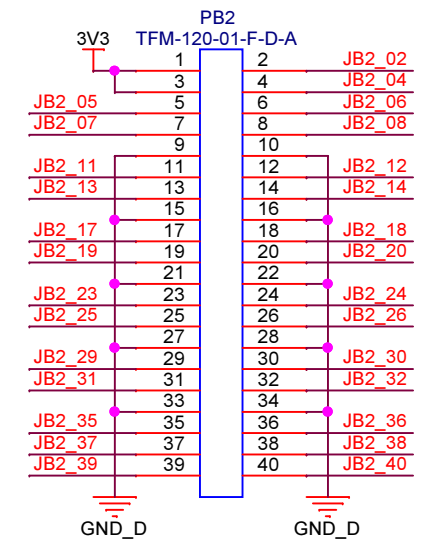 PB2
3V3 TFM-120-01-F-D-A
1 2 JB2_02
3 4 JB2_04
JB2_05 5 6 JB2_06
JB2_07 7 8 JB2_08
9 10
JB2_11 11 12 JB2_12
JB2_13 13 14 JB2_14
15 16
JB2_17 17 18 JB2_18
JB2_19 19 20 JB2_20
21 22
JB2_23 23 24 JB2_24
JB2_25 25 26 JB2_26
27 28
JB2_29 29 30 JB2_30
JB2_31 31 32 JB2_32
33 34
JB2_35 35 36 JB2_36
JB2_37 37 38 JB2_38
JB2_39 39 40 JB2_40
GND_D GND_D